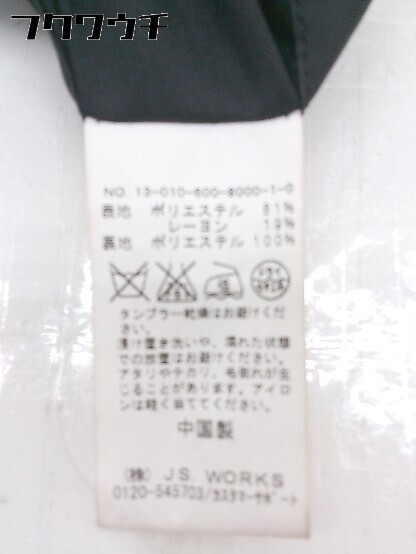 フクウクチ
NO. 13-010-600-8000-1-0
表地 ポリエステル 81%
レーヨン 19%
裏地 ポリエステル 100%
タンブラー乾燥はお避けください。
漬け置き洗いや、濡れた状態
での放置はお避けください。
アタリやテカリ、毛羽れが生
じることがあります。アイロ
ンは軽く当ててください。
中国製
(株) J.S. WORKS
0120-545703/カスタマーサポート